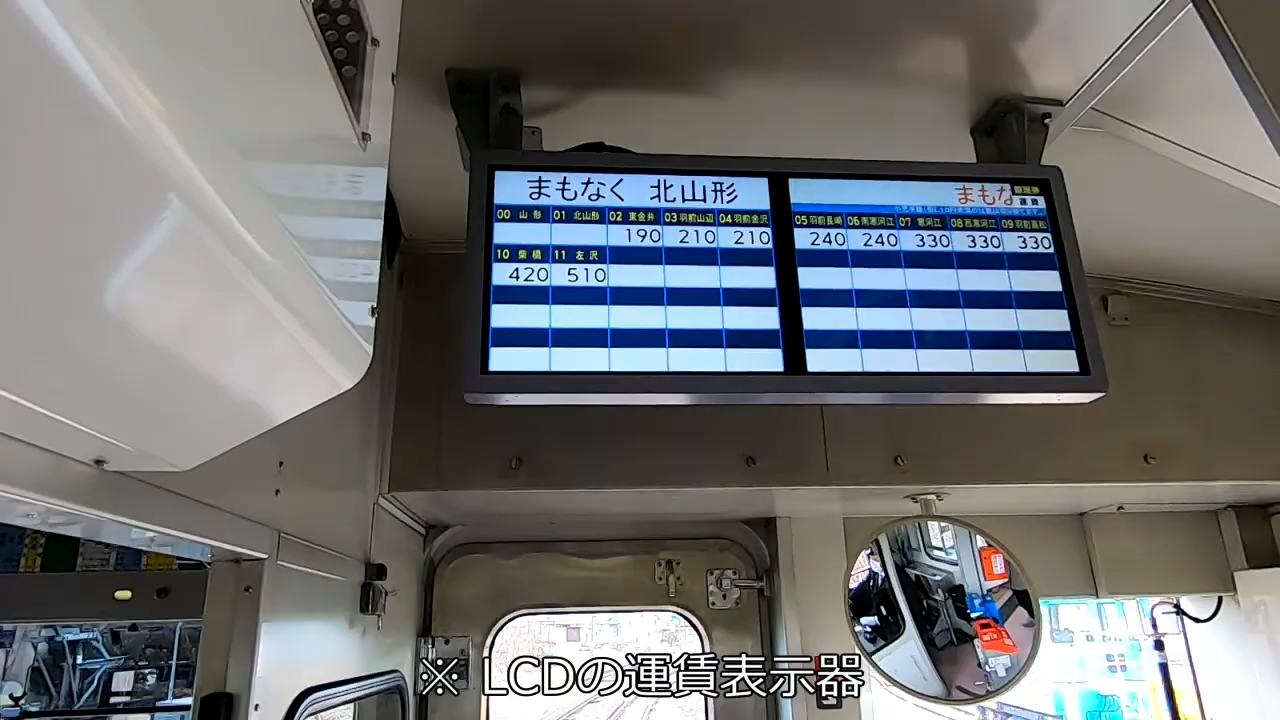 まもなく 北山形
まもな
00 山形 01 北山形 02 東金井 03 羽前山辺 04 羽前金沢
190 210 210
10 柴橋 11 左沢
420 510
05 羽前長崎 06 南寒河江 07 寒河江 08 西寒河江 09 羽前高松
240 240 330 330 330
※ LCDの運賃表示器